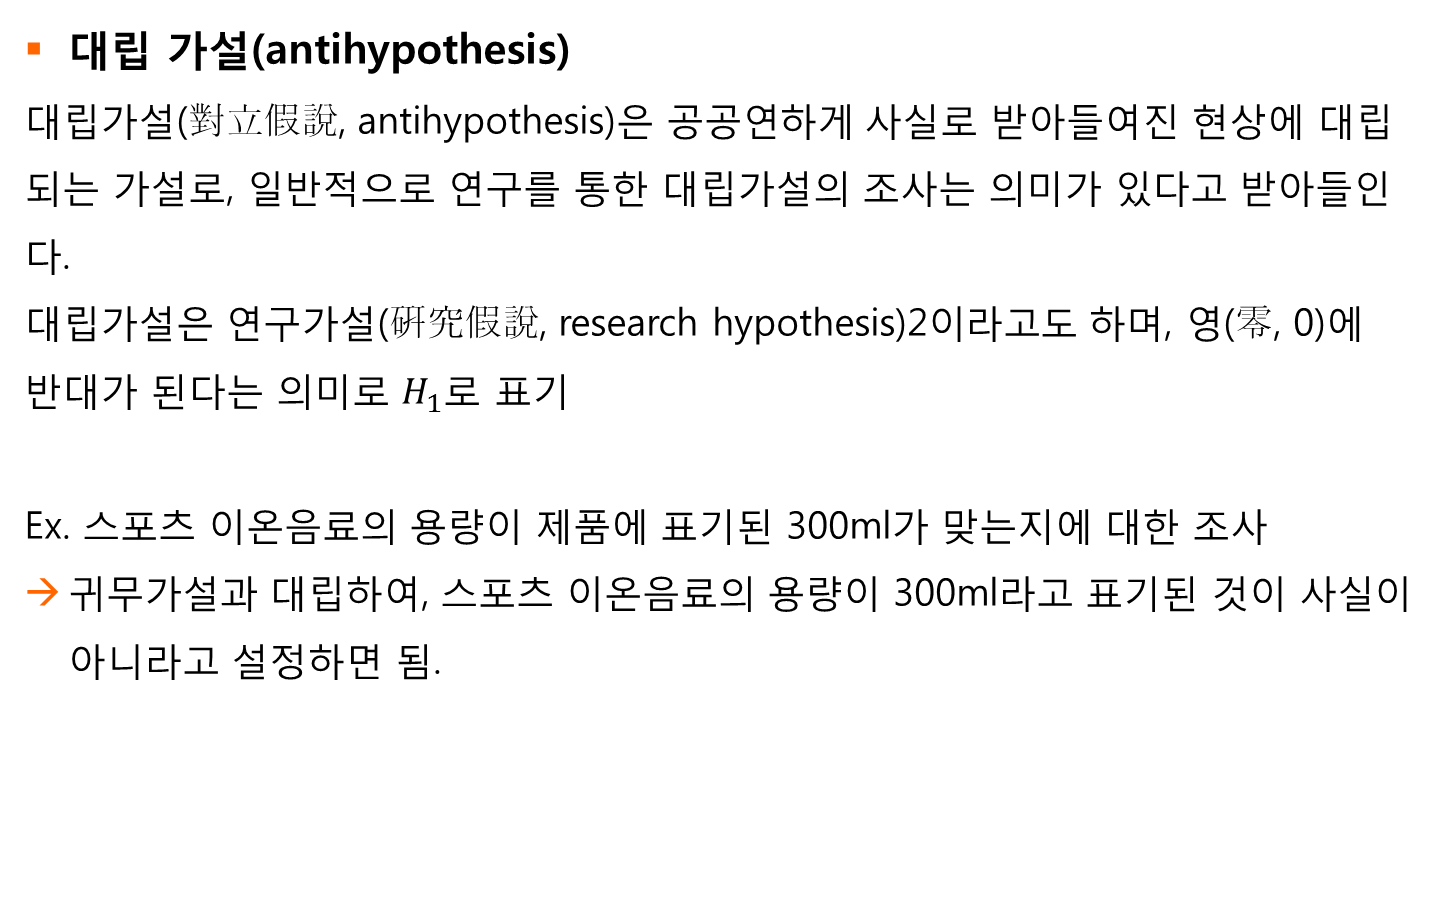 ▪ 대립 가설(antihypothesis)
대립가설(對立假說, antihypothesis)은 공공연하게 사실로 받아들여진 현상에 대립
되는 가설로, 일반적으로 연구를 통한 대립가설의 조사는 의미가 있다고 받아들인
다.
대립가설은 연구가설(硏究假說, research hypothesis)2이라고도 하며, 영(零, 0)에
반대가 된다는 의미로 H₁로 표기
Ex. 스포츠 이온음료의 용량이 제품에 표기된 300ml가 맞는지에 대한 조사
→ 귀무가설과 대립하여, 스포츠 이온음료의 용량이 300ml라고 표기된 것이 사실이
아니라고 설정하면 됨.